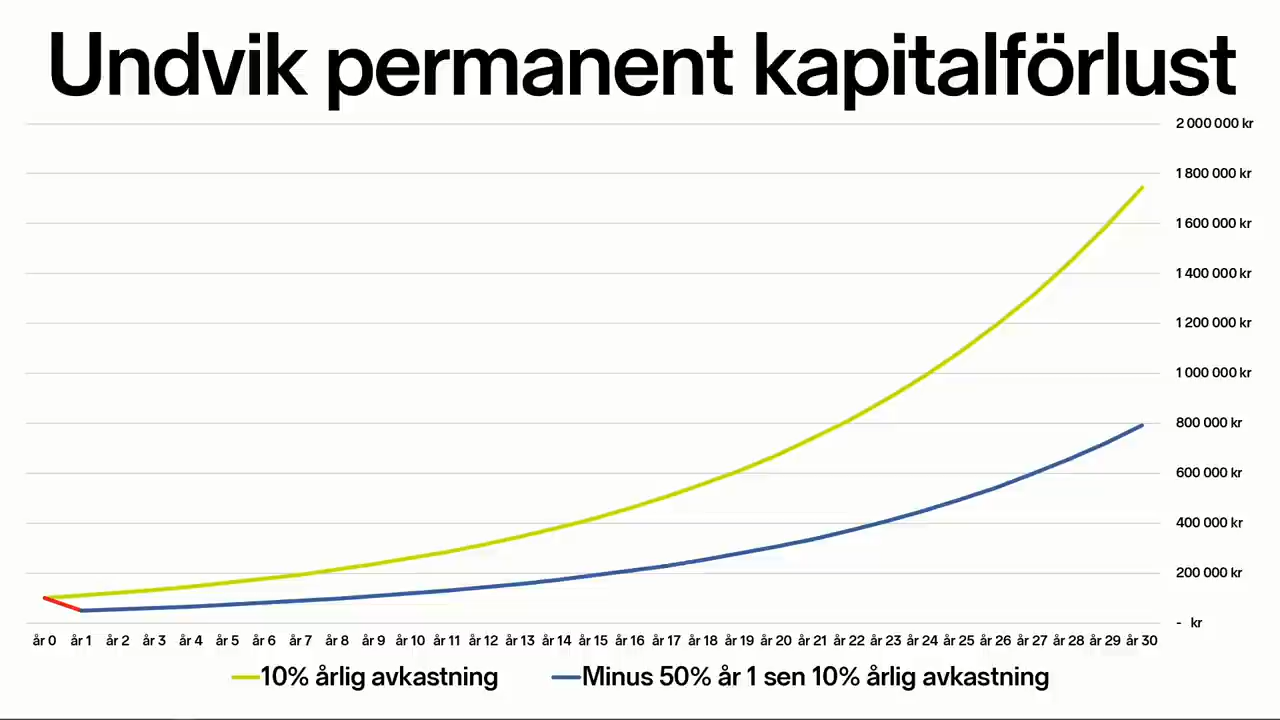 Undvik permanent kapitalförlust
2 000 000 kr
1 800 000 kr
1 600 000 kr
1 400 000 kr
1 200 000 kr
1 000 000 kr
800 000 kr
600 000 kr
400 000 kr
200 000 kr
- kr
år 0 år 1 år 2 år 3 år 4 år 5 år 6 år 7 år 8 år 9 år 10 år 11 år 12 år 13 år 14 år 15 år 16 år 17 år 18 år 19 år 20 år 21 år 22 år 23 år 24 år 25 år 26 år 27 år 28 år 29 år 30
10% årlig avkastning Minus 50% år 1 sen 10% årlig avkastning